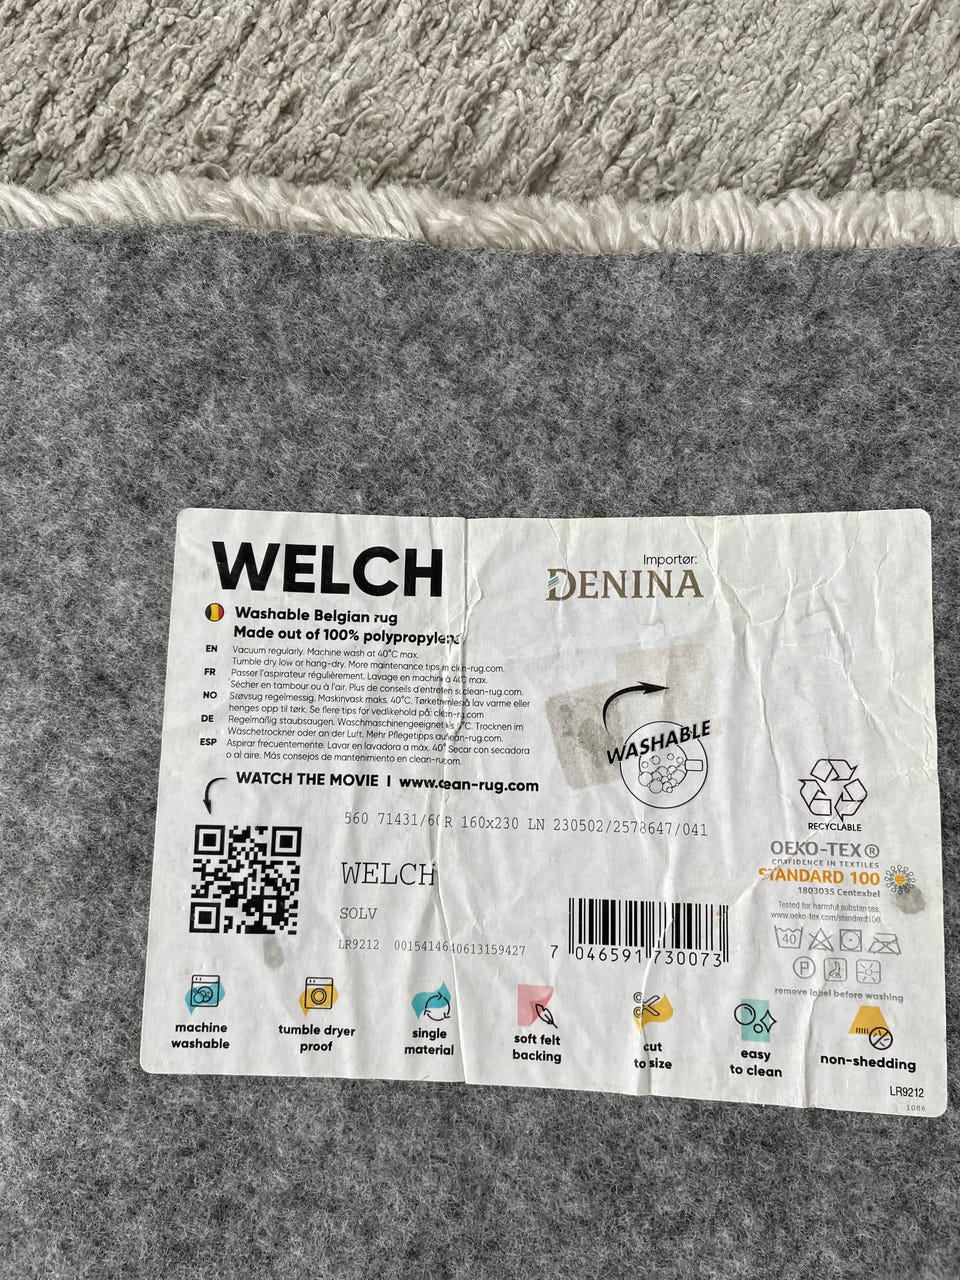 WELCH
Importør:
DENINA
Washable Belgian rug
Made out of 100% polypropylene
EN Vacuum regularly. Machine wash at 40°C max.
Tumble dry low or hang-dry. More maintenance tips on clean-rug.com.
FR Passer l'aspirateur régulièrement. Lavage en machine à 40°C max.
Sécher en tambour ou à l'air. Plus de conseils d'entretien sur clean-rug.com.
NO Støvsug regelmessig. Maskinvask maks. 40°C. Tørketromles på lav varme eller
henges opp til tørk. Se flere tips for vedlikehold på: clean-rug.com
DE Regelmäßig staubsaugen. Waschmaschinengeeignet bis °C. Trocknen im
Wäschetrockner oder an der Luft. Mehr Pflegetipps auf clean-rug.com.
ESP Aspirar frecuentemente. Lavar en lavadora a máx. 40° Secar con secadora
o al aire. Más consejos de mantenimiento en clean-rug.com.
WASHABLE
WATCH THE MOVIE | www.clean-rug.com
560 71431/60 R 160x230 LN 230502/2578647/041
RECYCLABLE
OEKO-TEX®
CONFIDENCE IN TEXTILES
STANDARD 100
1803035 Centexbel
Tested for harmful substances.
www.oeko-tex.com/standard100
WELCH
SOLV
LR9212 0015414640613159427
7 046591 730073
40
P
remove label before washing
machine
washable
tumble dryer
proof
single
material
soft felt
backing
cut
to size
easy
to clean
non-shedding
LR9212
1086